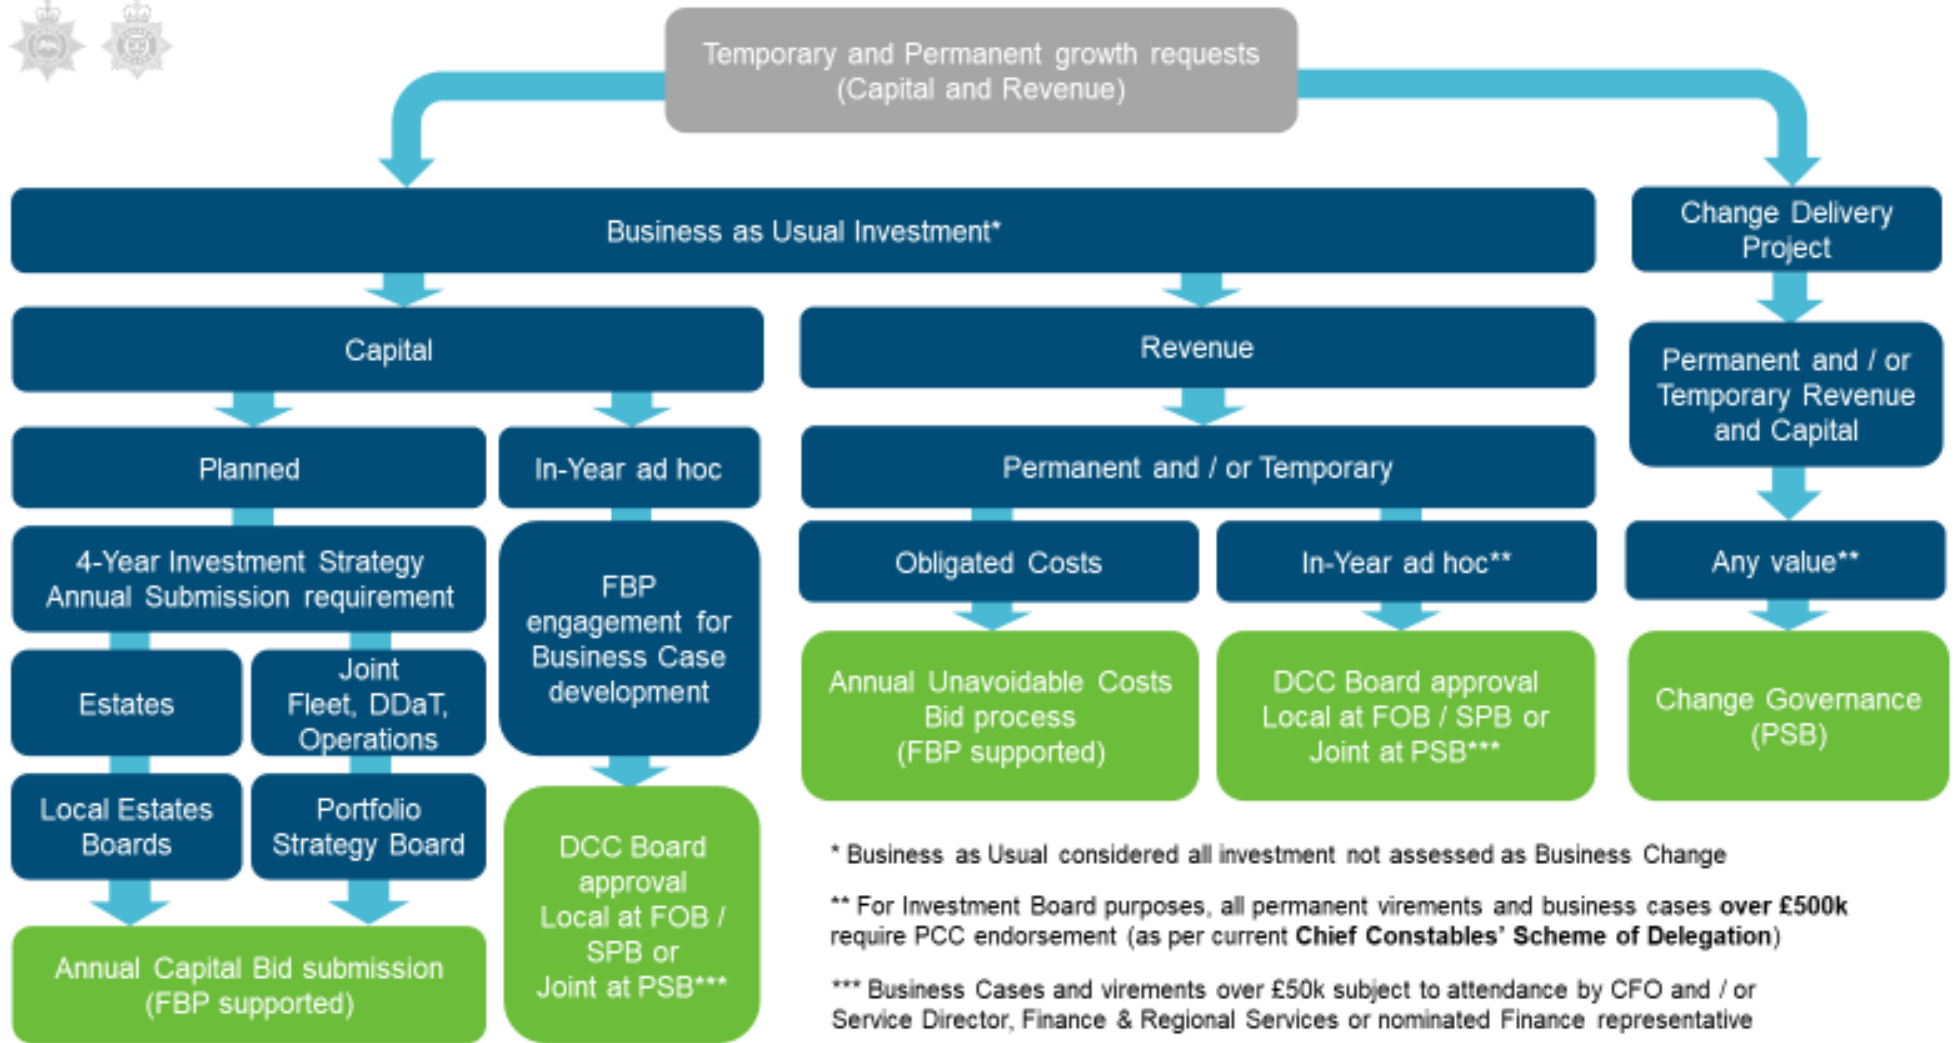 Temporary and Permanent growth requests
(Capital and Revenue)
Business as Usual Investment*
Change Delivery
Project
Capital
Revenue
Permanent and / or
Temporary Revenue
and Capital
Planned
In-Year ad hoc
Permanent and / or Temporary
4-Year Investment Strategy
Annual Submission requirement
FBP
engagement for
Business Case
development
Obligated Costs
In-Year ad hoc**
Any value**
Estates
Joint
Fleet, DDaT,
Operations
Annual Unavoidable Costs
Bid process
(FBP supported)
DCC Board approval
Local at FOB / SPB or
Joint at PSB***
Change Governance
(PSB)
Local Estates
Boards
Portfolio
Strategy Board
DCC Board
approval
Local at FOB /
SPB or
Joint at PSB***
Annual Capital Bid submission
(FBP supported)
* Business as Usual considered all investment not assessed as Business Change
** For Investment Board purposes, all permanent virements and business cases over £500k
require PCC endorsement (as per current Chief Constables' Scheme of Delegation)
*** Business Cases and virements over £50k subject to attendance by CFO and / or
Service Director, Finance & Regional Services or nominated Finance representative